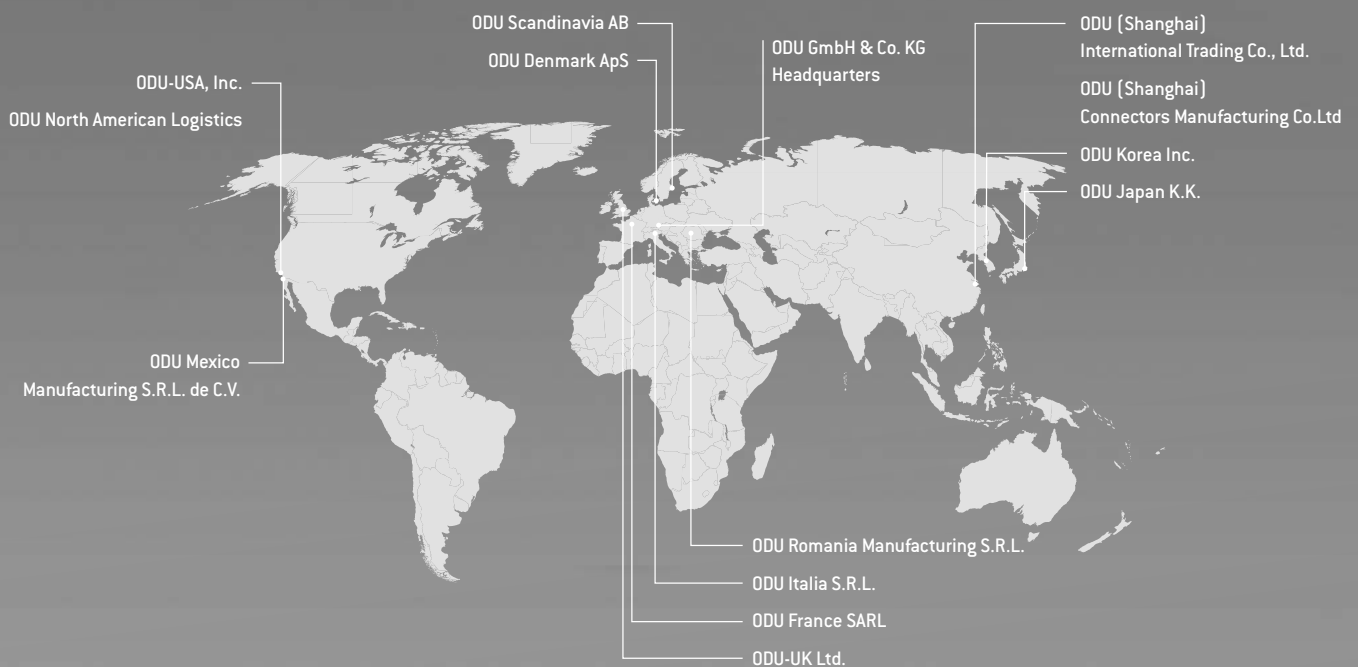 ODU Scandinavia AB
ODU Denmark ApS
ODU GmbH & Co. KG
Headquarters
ODU (Shanghai)
International Trading Co., Ltd.
ODU (Shanghai)
Connectors Manufacturing Co.Ltd
ODU Korea Inc.
ODU Japan K.K.
ODU-USA, Inc.
ODU North American Logistics
ODU Mexico
Manufacturing S.R.L. de C.V.
ODU Romania Manufacturing S.R.L.
ODU Italia S.R.L.
ODU France SARL
ODU-UK Ltd.